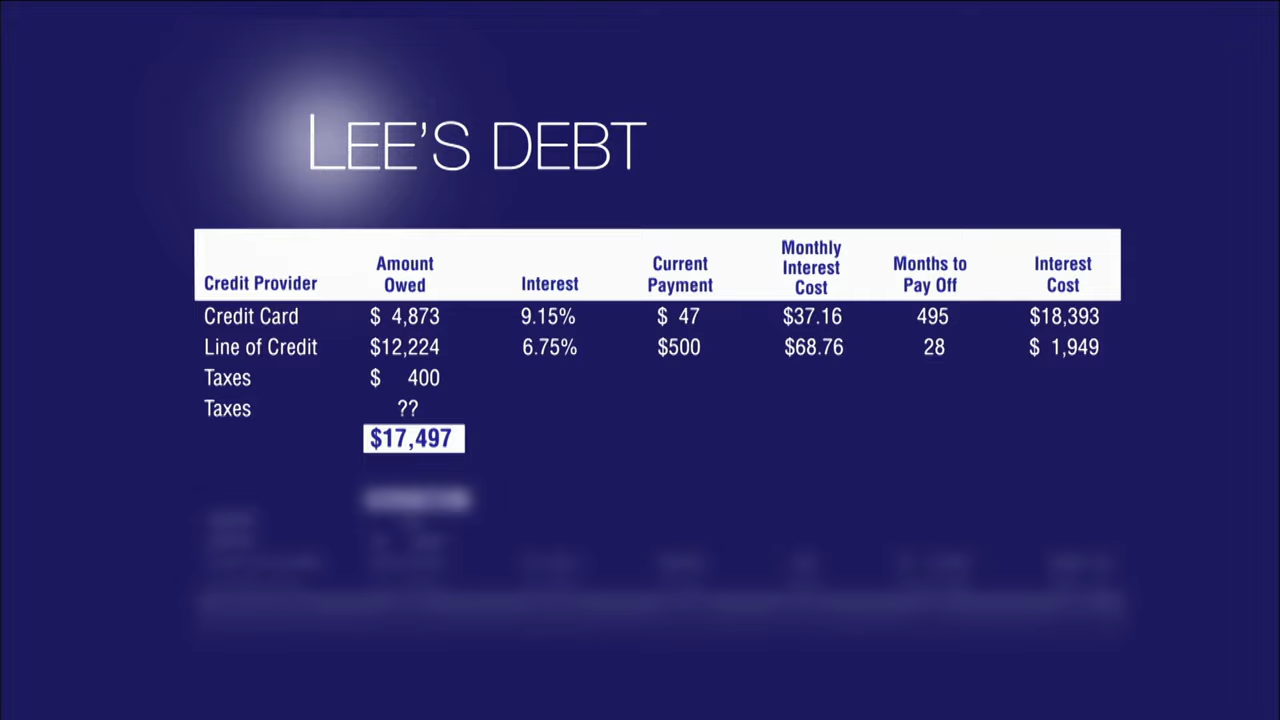 LEE'S DEBT
Credit Provider Amount Owed Interest Current Payment Monthly Interest Cost Months to Pay Off Interest Cost
Credit Card $ 4,873 9.15% $ 47 $37.16 495 $18,393
Line of Credit $12,224 6.75% $500 $68.76 28 $ 1,949
Taxes $ 400
Taxes ??
$17,497